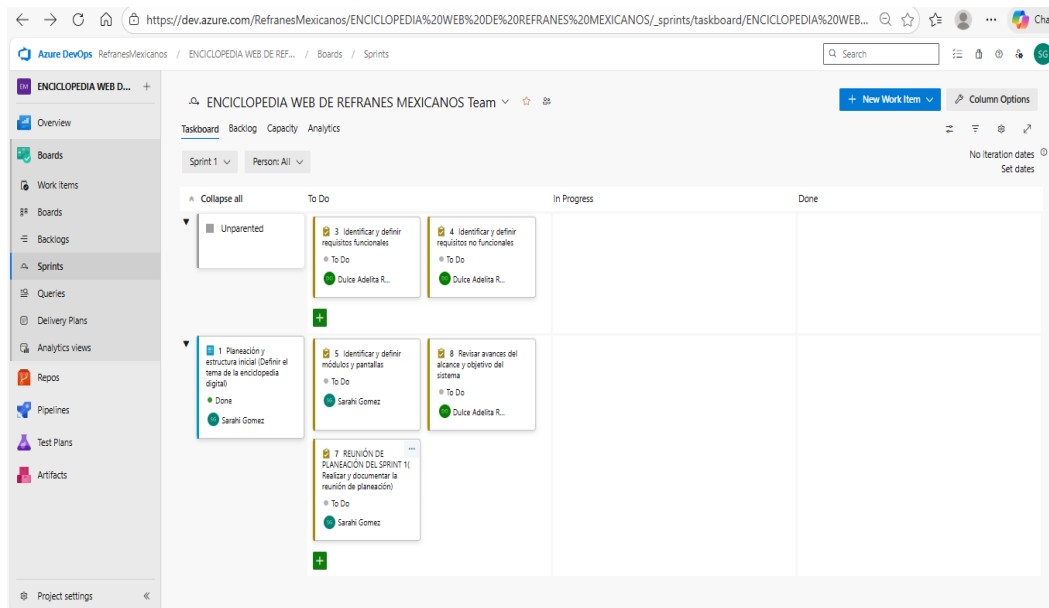 https://dev.azure.com/RefranesMexicanos/ENCICLOPEDIA%20WEB%20DE%20REFRANES%20MEXICANOS/_sprints/taskboard/ENCICLOPEDIA%20WEB...
Cha
Azure DevOps RefranesMexicanos / ENCICLOPEDIA WEB DE REF... / Boards / Sprints
Search
SG
EM ENCICLOPEDIA WEB D... +
ENCICLOPEDIA WEB DE REFRANES MEXICANOS Team
+ New Work Item
Column Options
Overview
Taskboard Backlog Capacity Analytics
Boards
Sprint 1 Person: All
No iteration dates
Set dates
Work items
Boards
Backlogs
Sprints
Queries
Delivery Plans
Analytics views
Repos
Pipelines
Test Plans
Artifacts
Project settings
Collapse all To Do In Progress Done
Unparented
3 Identificar y definir
requisitos funcionales
To Do
Dulce Adelita R...
4 Identificar y definir
requisitos no funcionales
To Do
Dulce Adelita R...
+
1 Planeación y
estructura inicial (Definir el
tema de la enciclopedia
digital)
Done
SG Sarahi Gomez
5 Identificar y definir
módulos y pantallas
To Do
SG Sarahi Gomez
8 Revisar avances del
alcance y objetivo del
sistema
To Do
Dulce Adelita R...
7 REUNIÓN DE
PLANEACIÓN DEL SPRINT 1(
Realizar y documentar la
reunión de planeación)
To Do
SG Sarahi Gomez
+